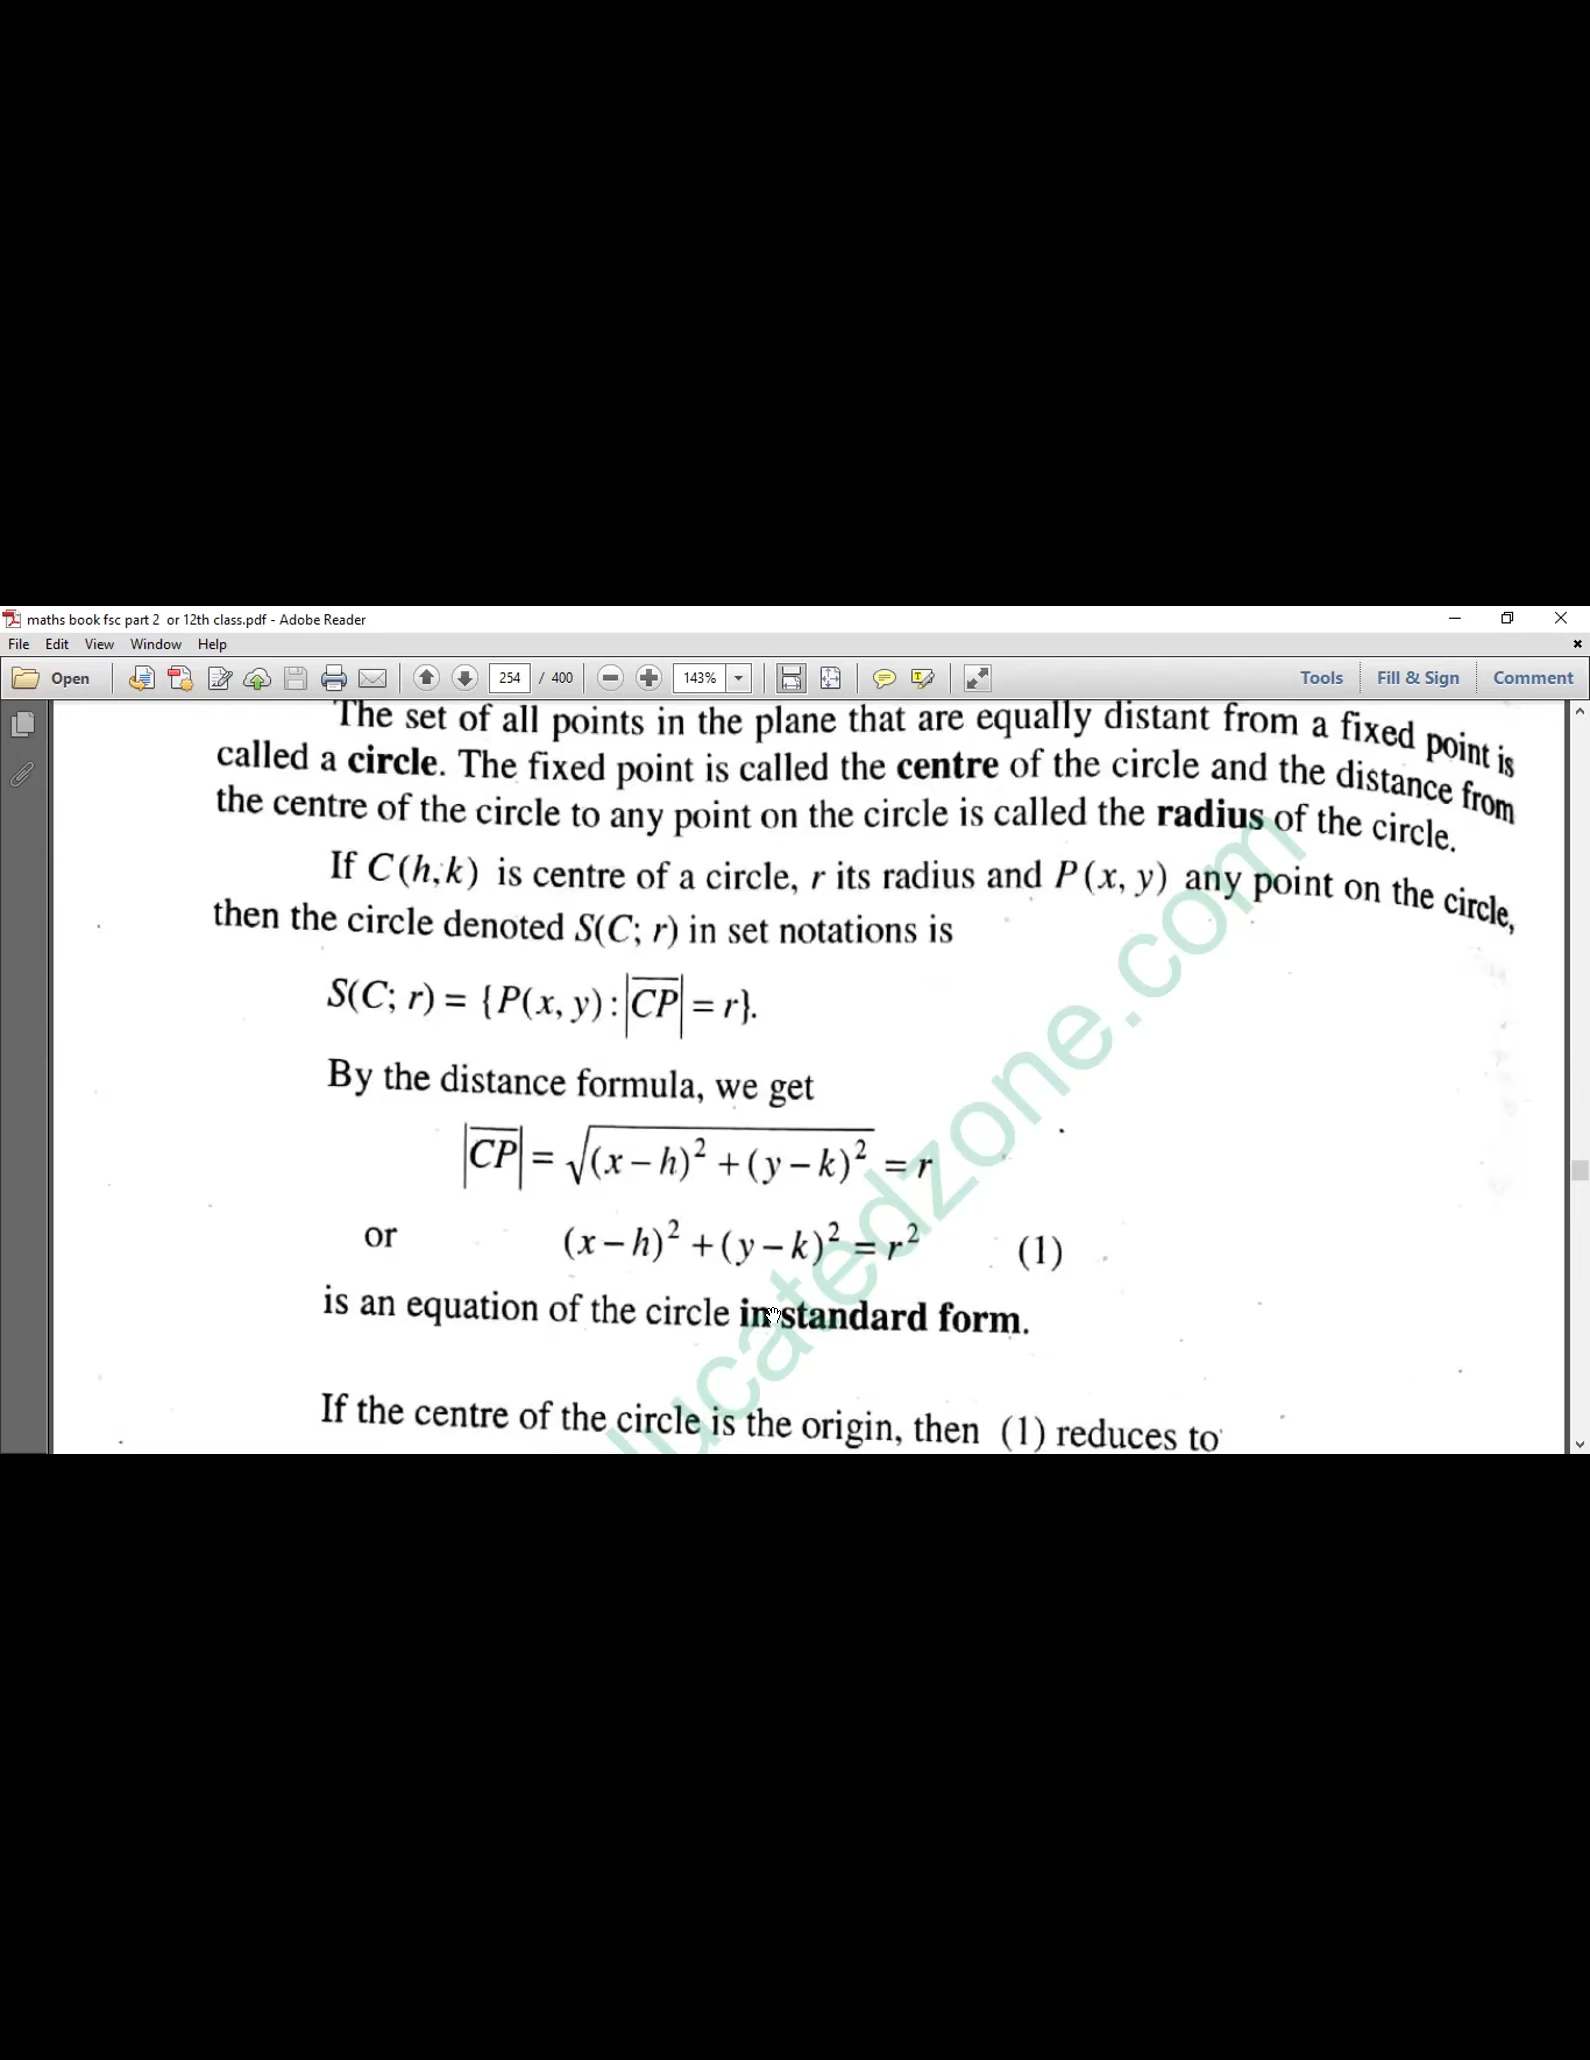 maths book fsc part 2 or 12th class.pdf - Adobe Reader
File Edit View Window Help
Open 254 / 400 143% Tools Fill & Sign Comment
The set of all points in the plane that are equally distant from a fixed point is
called a circle. The fixed point is called the centre of the circle and the distance from
the centre of the circle to any point on the circle is called the radius of the circle.
If C(h,k) is centre of a circle, r its radius and P(x, y) any point on the circle,
then the circle denoted S(C; r) in set notations is
S(C; r) = {P(x, y) : |\overline{CP}| = r}.
By the distance formula, we get
|\overline{CP}| = √((x – h)² + (y – k)²) = r
or (x – h)² + (y – k)² = r² (1)
is an equation of the circle in standard form.
If the centre of the circle is the origin, then (1) reduces to
ucatedzone.com